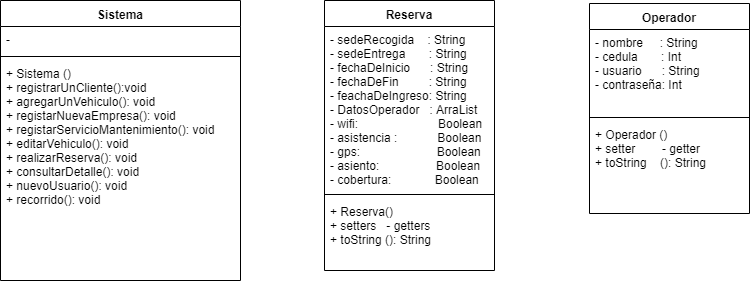 Sistema
-
+ Sistema ()
+ registrarUnCliente():void
+ agregarUnVehiculo(): void
+ registarNuevaEmpresa(): void
+ registarServicioMantenimiento(): void
+ editarVehiculo(): void
+ realizarReserva(): void
+ consultarDetalle(): void
+ nuevoUsuario(): void
+ recorrido(): void
Reserva
- sedeRecogida : String
- sedeEntrega : String
- fechaDeInicio : String
- fechaDeFin : String
- feachaDeIngreso: String
- DatosOperador : ArraList
- wifi: Boolean
- asistencia : Boolean
- gps: Boolean
- asiento: Boolean
- cobertura: Boolean
+ Reserva()
+ setters - getters
+ toString (): String
Operador
- nombre : String
- cedula : Int
- usuario : String
- contraseña: Int
+ Operador ()
+ setter - getter
+ toString (): String